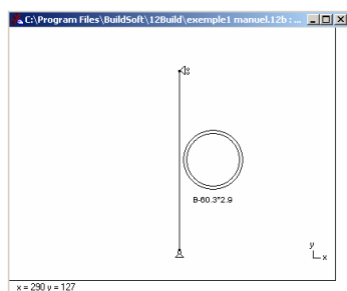 C:\Program Files\BuildSoft\12Build\exemple1 manuel.12b : ...
B-60.3*2.9
y
x
x = 290 y = 127